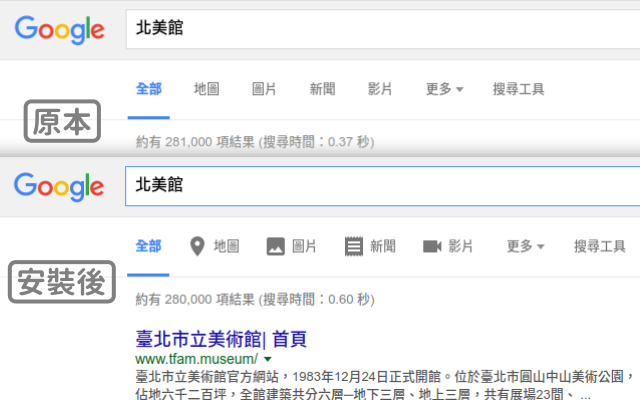 Google 北美館
全部 地圖 圖片 新聞 影片 更多 搜尋工具
原本
約有 281,000 項結果 (搜尋時間：0.37 秒)
Google 北美館
全部 地圖 圖片 新聞 影片 更多 搜尋工具
安裝後
約有 280,000 項結果 (搜尋時間：0.60 秒)
臺北市立美術館| 首頁
www.tfam.museum/
臺北市立美術館官方網站，1983年12月24日正式開館。位於臺北市圓山中山美術公園，
佔地六千二百坪，全館建築共分六層─地下三層、地上三層，共有展場23間、 ...